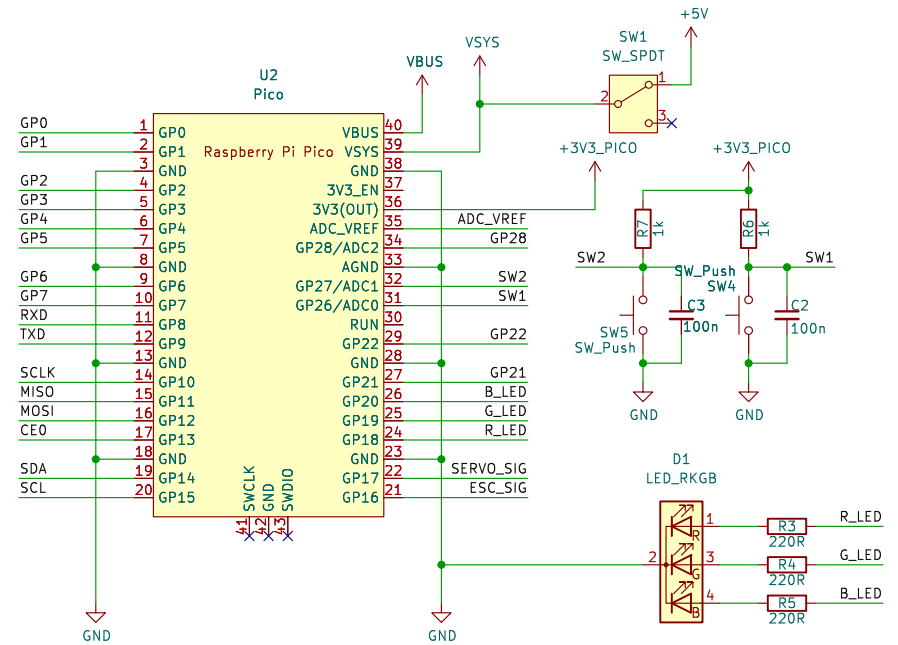 +5V
VSYS
SW1
SW_SPDT
VBUS
U2
Pico
1
2
3
+3V3_PICO
+3V3_PICO
Raspberry Pi Pico
GP0 1 GP0
GP1 2 GP1
3 GND
GP2 4 GP2
GP3 5 GP3
GP4 6 GP4
GP5 7 GP5
8 GND
GP6 9 GP6
GP7 10 GP7
RXD 11 GP8
TXD 12 GP9
13 GND
SCLK 14 GP10
MISO 15 GP11
MOSI 16 GP12
CE0 17 GP13
18 GND
SDA 19 GP14
SCL 20 GP15
VBUS 40
VSYS 39
GND 38
3V3_EN 37
3V3(OUT) 36
ADC_VREF 35 ADC_VREF
GP28/ADC2 34 GP28
AGND 33
GP27/ADC1 32 SW2
GP26/ADC0 31 SW1
RUN 30
GP22 29 GP22
GND 28
GP21 27 GP21
GP20 26 B_LED
GP19 25 G_LED
GP18 24 R_LED
GND 23
GP17 22 SERVO_SIG
GP16 21 ESC_SIG
SWCLK 41
GND 42
SWDIO 43
GND
GND
R7 1k
R6 1k
SW2
SW1
SW_Push
SW4
C3
100n
C2
100n
SW5
SW_Push
GND
GND
D1
LED_RKGB
R 1 R3 R_LED
220R
2
G 3 R4 G_LED
220R
B 4 R5 B_LED
220R